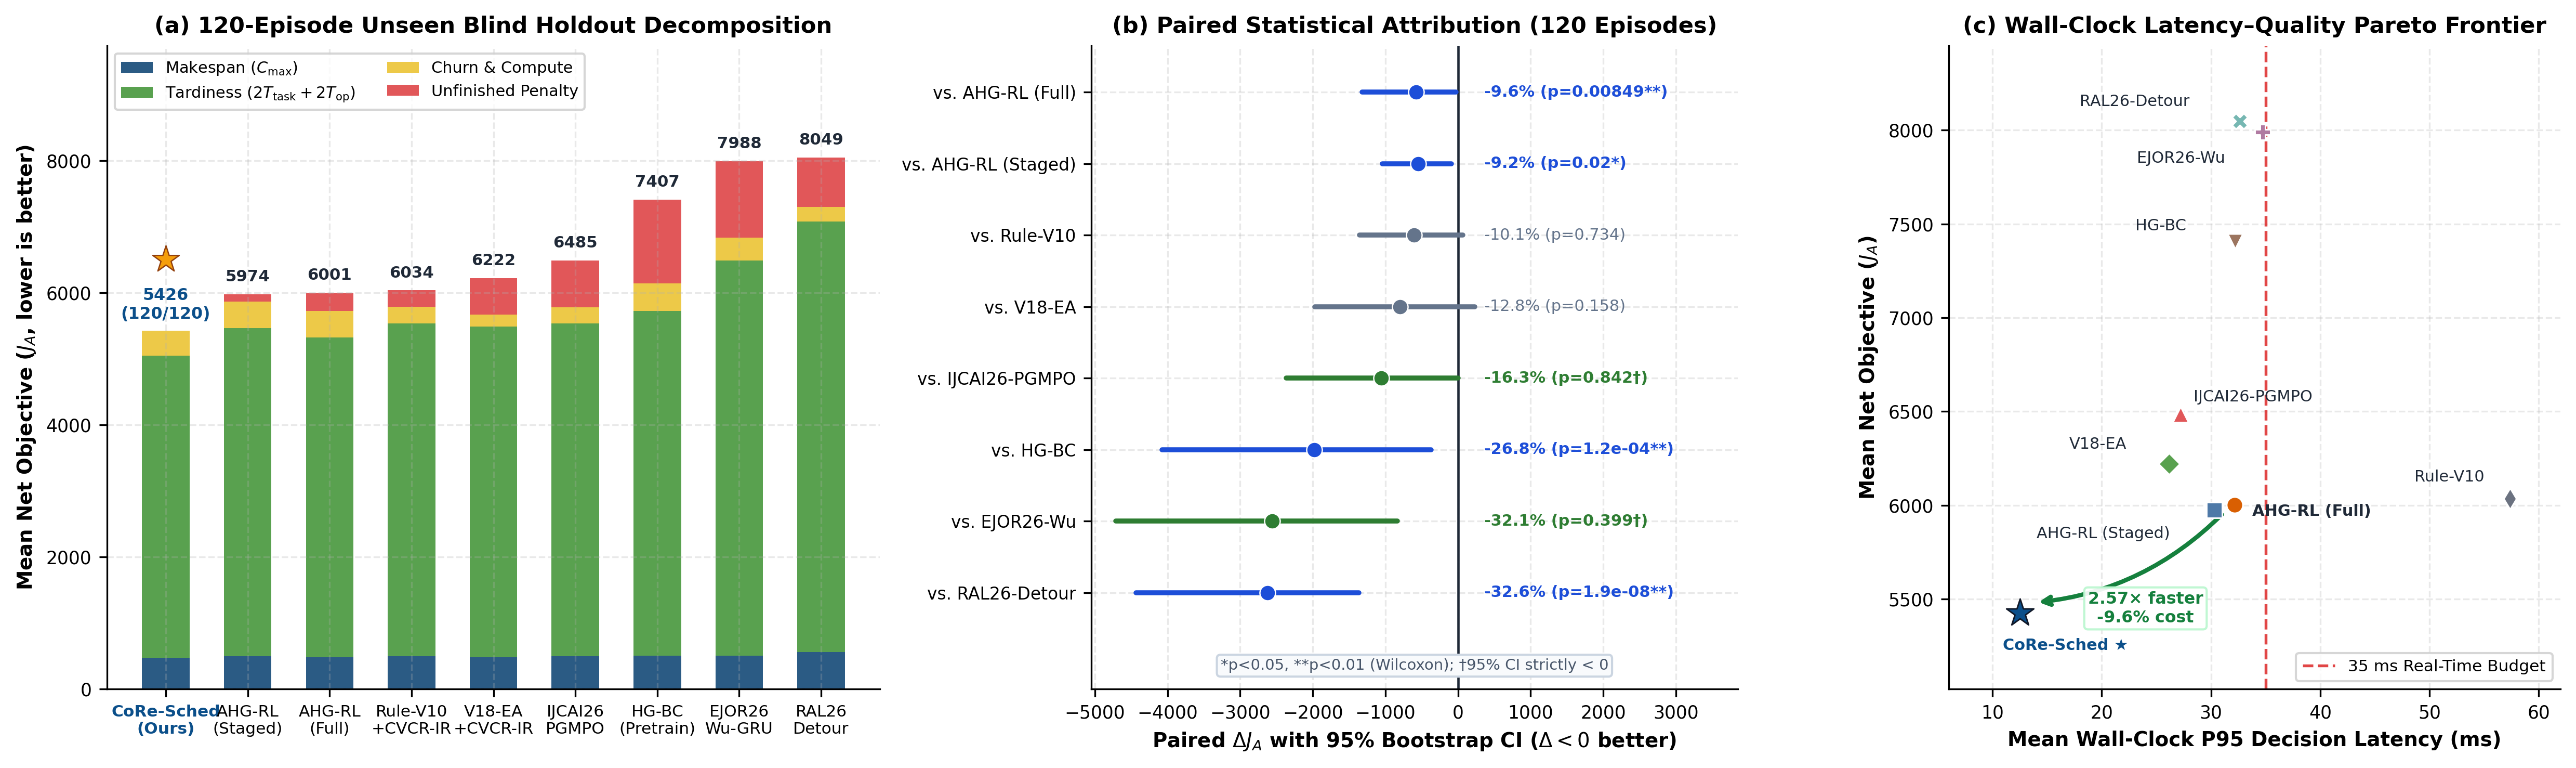 (a) 120-Episode Unseen Blind Holdout Decomposition
Mean Net Objective (J_A, lower is better)
8000
6000
4000
2000
0
Makespan (C_max)
Tardiness (2T_task + 2T_op)
Churn & Compute
Unfinished Penalty
5426
(120/120)
5974
6001
6034
6222
6485
7407
7988
8049
CoRe-Sched
(Ours)
AHG-RL
(Staged)
AHG-RL
(Full)
Rule-V10
+CVCR-IR
V18-EA
+CVCR-IR
IJCAI26
PGMPO
HG-BC
(Pretrain)
EJOR26
Wu-GRU
RAL26
Detour
(b) Paired Statistical Attribution (120 Episodes)
vs. AHG-RL (Full)
-9.6% (p=0.00849**)
vs. AHG-RL (Staged)
-9.2% (p=0.02*)
vs. Rule-V10
-10.1% (p=0.734)
vs. V18-EA
-12.8% (p=0.158)
vs. IJCAI26-PGMPO
-16.3% (p=0.842†)
vs. HG-BC
-26.8% (p=1.2e-04**)
vs. EJOR26-Wu
-32.1% (p=0.399†)
vs. RAL26-Detour
-32.6% (p=1.9e-08**)
*p<0.05, **p<0.01 (Wilcoxon); †95% CI strictly < 0
−5000 −4000 −3000 −2000 −1000 0 1000 2000 3000
Paired ΔJ_A with 95% Bootstrap CI (Δ < 0 better)
(c) Wall-Clock Latency–Quality Pareto Frontier
Mean Net Objective (J_A)
8000
7500
7000
6500
6000
5500
RAL26-Detour
EJOR26-Wu
HG-BC
IJCAI26-PGMPO
V18-EA
Rule-V10
AHG-RL (Full)
AHG-RL (Staged)
2.57× faster
-9.6% cost
CoRe-Sched ★
35 ms Real-Time Budget
10 20 30 40 50 60
Mean Wall-Clock P95 Decision Latency (ms)